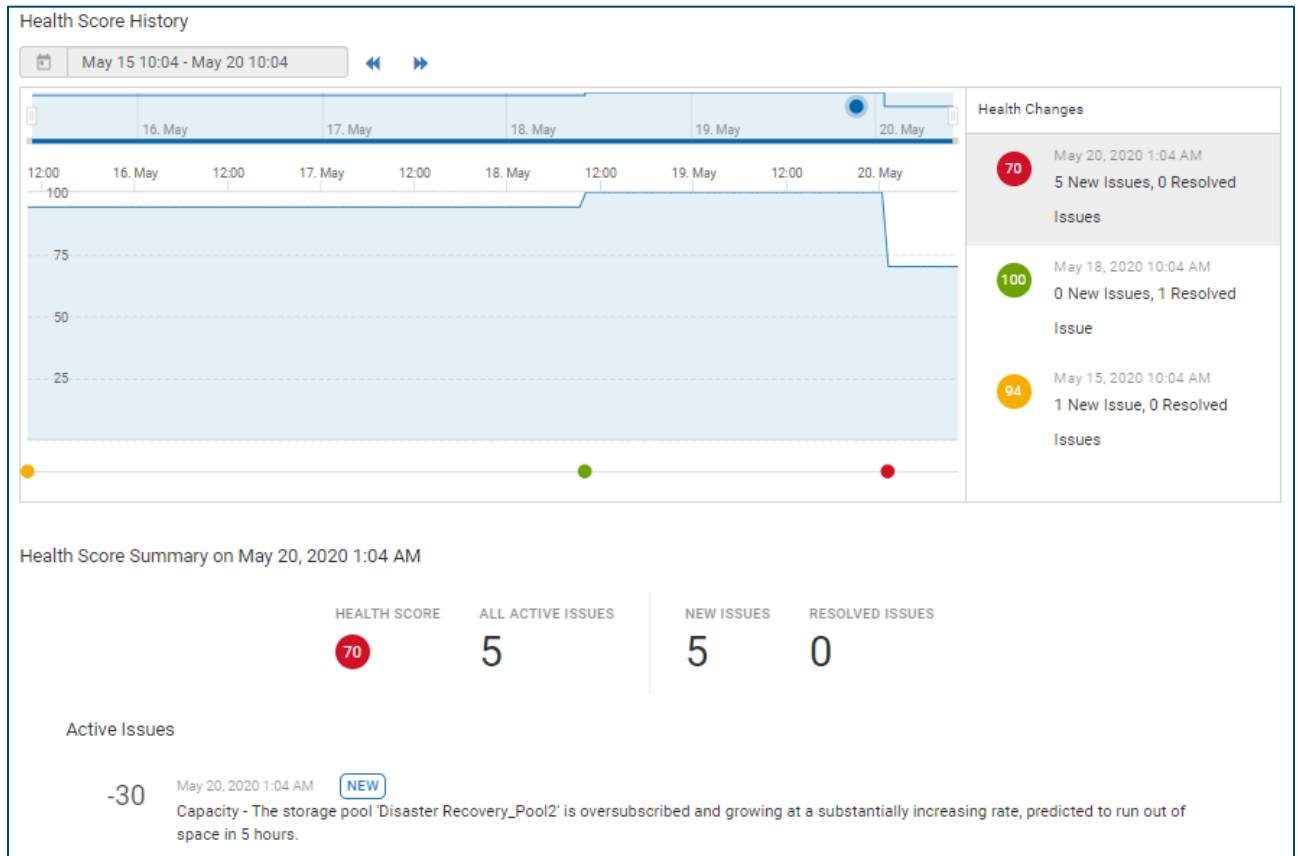 Health Score History
May 15 10:04 - May 20 10:04
16. May 17. May 18. May 19. May 20. May
12:00 16. May 12:00 17. May 12:00 18. May 12:00 19. May 12:00 20. May
100
75
50
25
Health Changes
70
May 20, 2020 1:04 AM
5 New Issues, 0 Resolved
Issues
100
May 18, 2020 10:04 AM
0 New Issues, 1 Resolved
Issue
94
May 15, 2020 10:04 AM
1 New Issue, 0 Resolved
Issues
Health Score Summary on May 20, 2020 1:04 AM
HEALTH SCORE ALL ACTIVE ISSUES NEW ISSUES RESOLVED ISSUES
70 5 5 0
Active Issues
-30
May 20, 2020 1:04 AM NEW
Capacity - The storage pool 'Disaster Recovery_Pool2' is oversubscribed and growing at a substantially increasing rate, predicted to run out of
space in 5 hours.